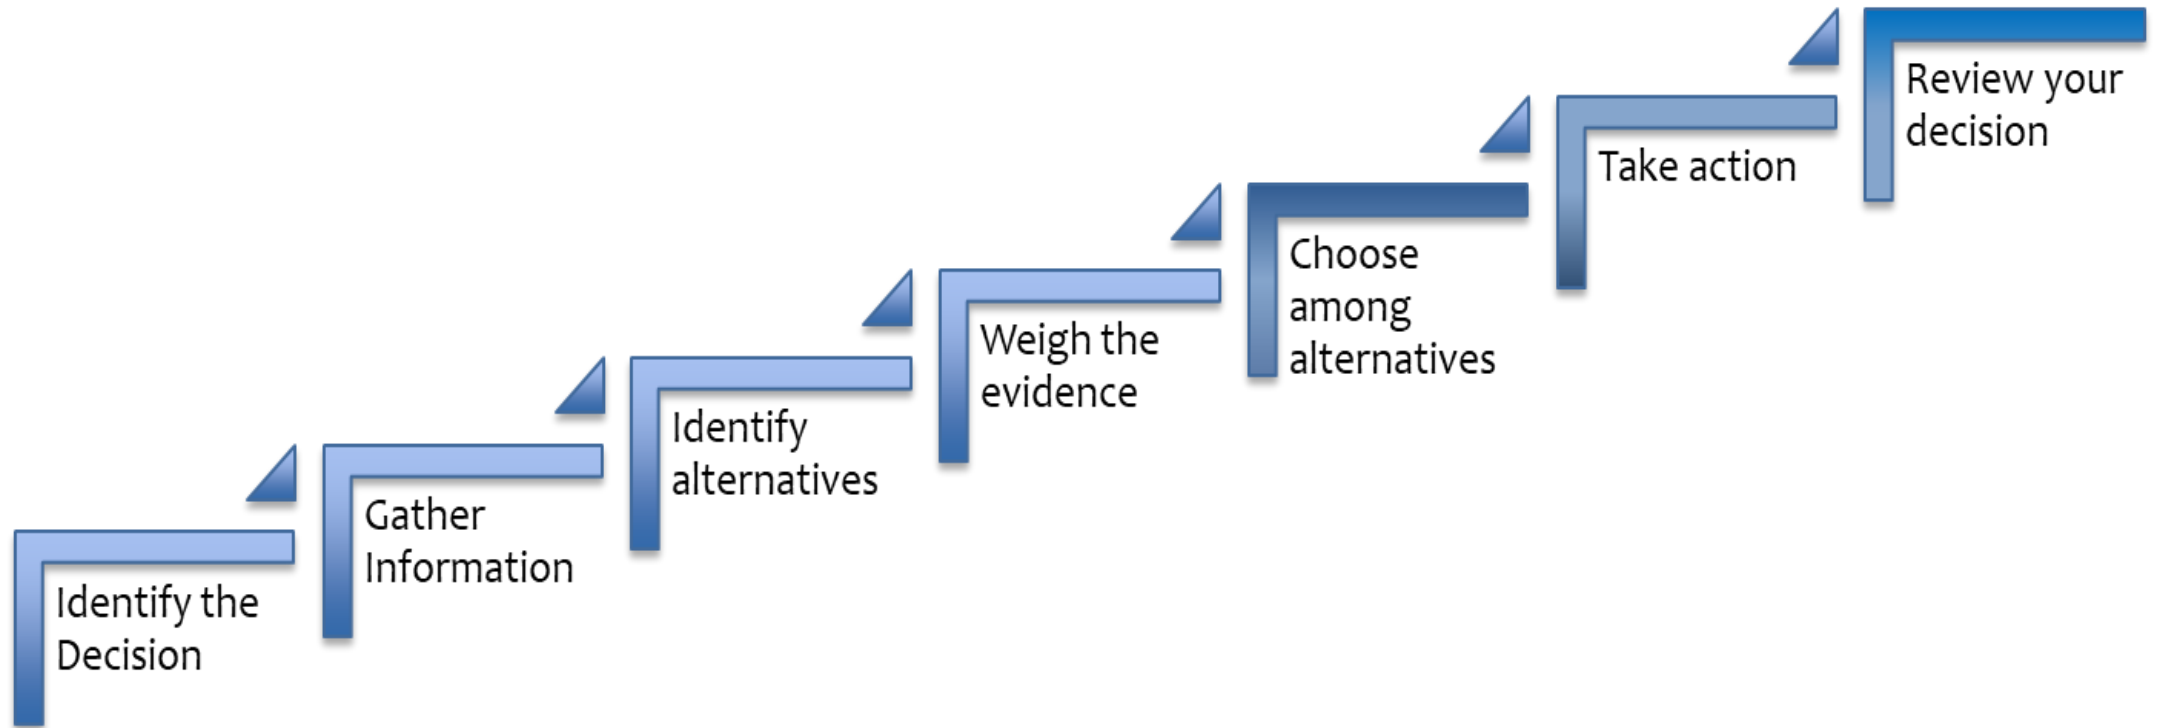 Identify the
Decision
Gather
Information
Identify
alternatives
Weigh the
evidence
Choose
among
alternatives
Take action
Review your
decision